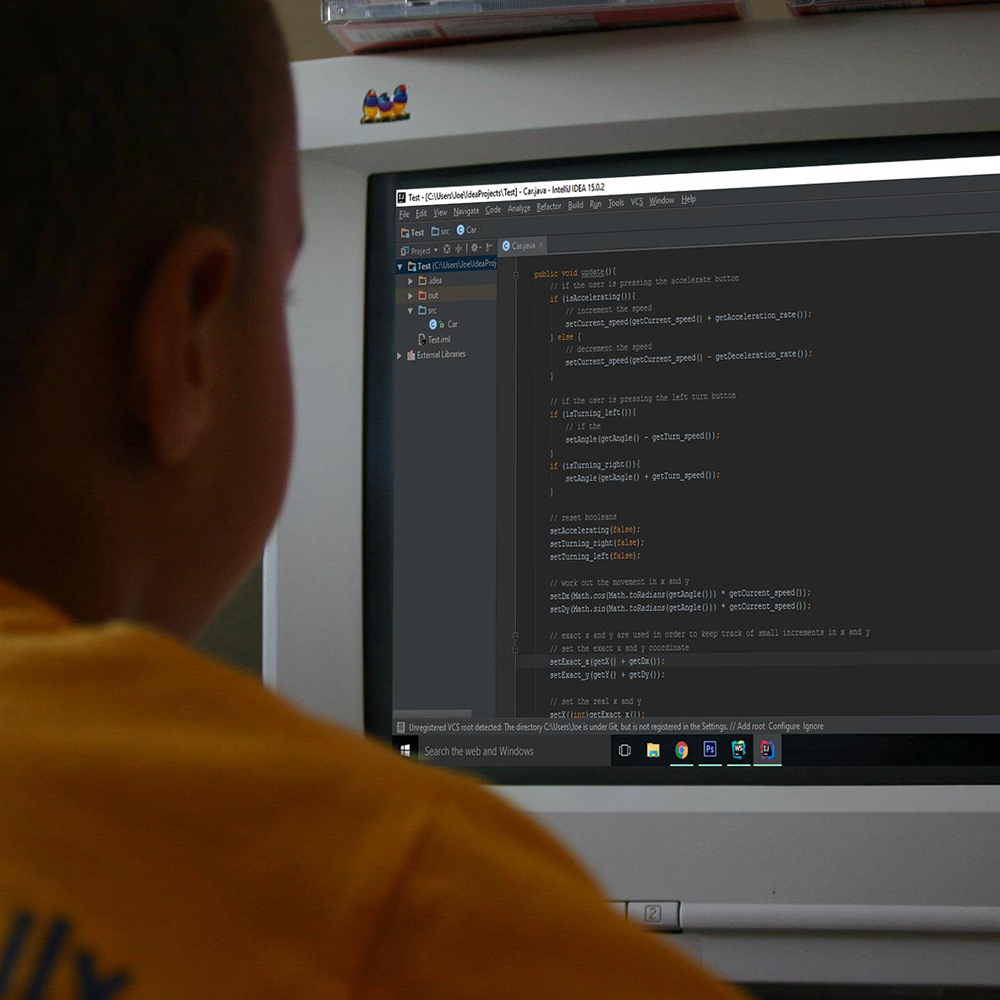 Test - [C:\Users\Joe\IdeaProjects\Test] - Car.java - IntelliJ IDEA 15.0.2
File Edit View Navigate Code Analyze Refactor Build Run Tools VCS Window Help
Test src Car
Project
Car.java
Test (C:\Users\Joe\IdeaProj
.idea
out
src
Car
Test.iml
External Libraries
public void update(){
// if the user is pressing the accelerate button
if (isAccelerating()){
// increment the speed
setCurrent_speed(getCurrent_speed() + getAcceleration_rate());
} else {
// decrement the speed
setCurrent_speed(getCurrent_speed() - getDeceleration_rate());
}
// if the user is pressing the left turn button
if (isTurning_left()){
// if the
setAngle(getAngle() - getTurn_speed());
}
if (isTurning_right()){
setAngle(getAngle() + getTurn_speed());
}
// reset booleans
setAccelerating(false);
setTurning_right(false);
setTurning_left(false);
// work out the movement in x and y
setDx(Math.cos(Math.toRadians(getAngle())) * getCurrent_speed());
setDy(Math.sin(Math.toRadians(getAngle())) * getCurrent_speed());
// exact x and y are used in order to keep track of small increments in x and y
// set the exact x and y coordinate
setExact_x(getX() + getDx());
setExact_y(getY() + getDy());
// set the real x and y
setX((int)getExact_x());
Unregistered VCS root detected: The directory C:\Users\Joe is under Git, but is not registered in the Settings. // Add root Configure Ignore
Search the web and Windows
Ps
WS
IJ
2